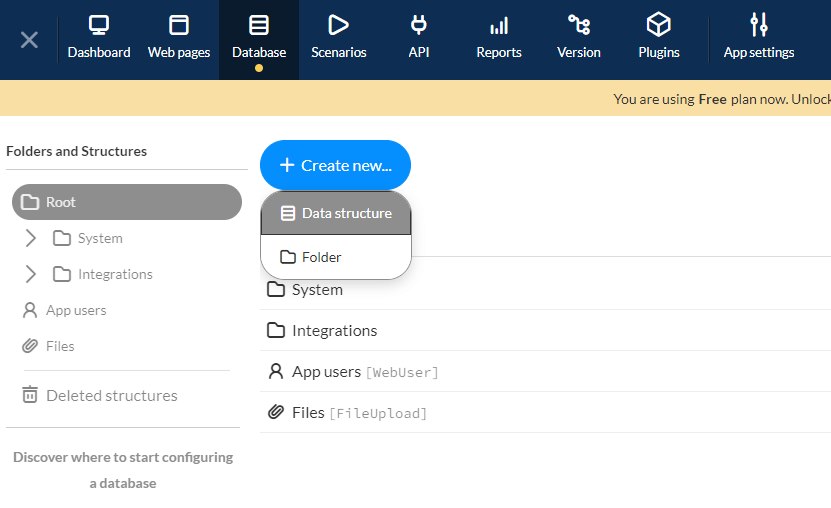 Dashboard
Web pages
Database
Scenarios
API
Reports
Version
Plugins
App settings
You are using Free plan now. Unlock
Folders and Structures
Root
System
Integrations
App users
Files
Deleted structures
Discover where to start configuring
a database
+ Create new...
Data structure
Folder
System
Integrations
App users [WebUser]
Files [FileUpload]